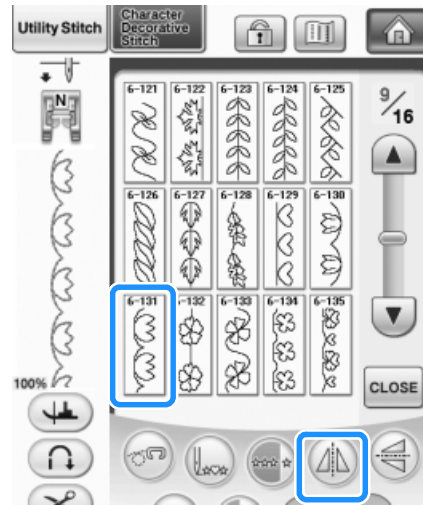 Utility Stitch
Character
Decorative
Stitch
N
6-121 6-122 6-123 6-124 6-125
9/16
6-126 6-127 6-128 6-129 6-130
6-131 6-132 6-133 6-134 6-135
100%
CLOSE